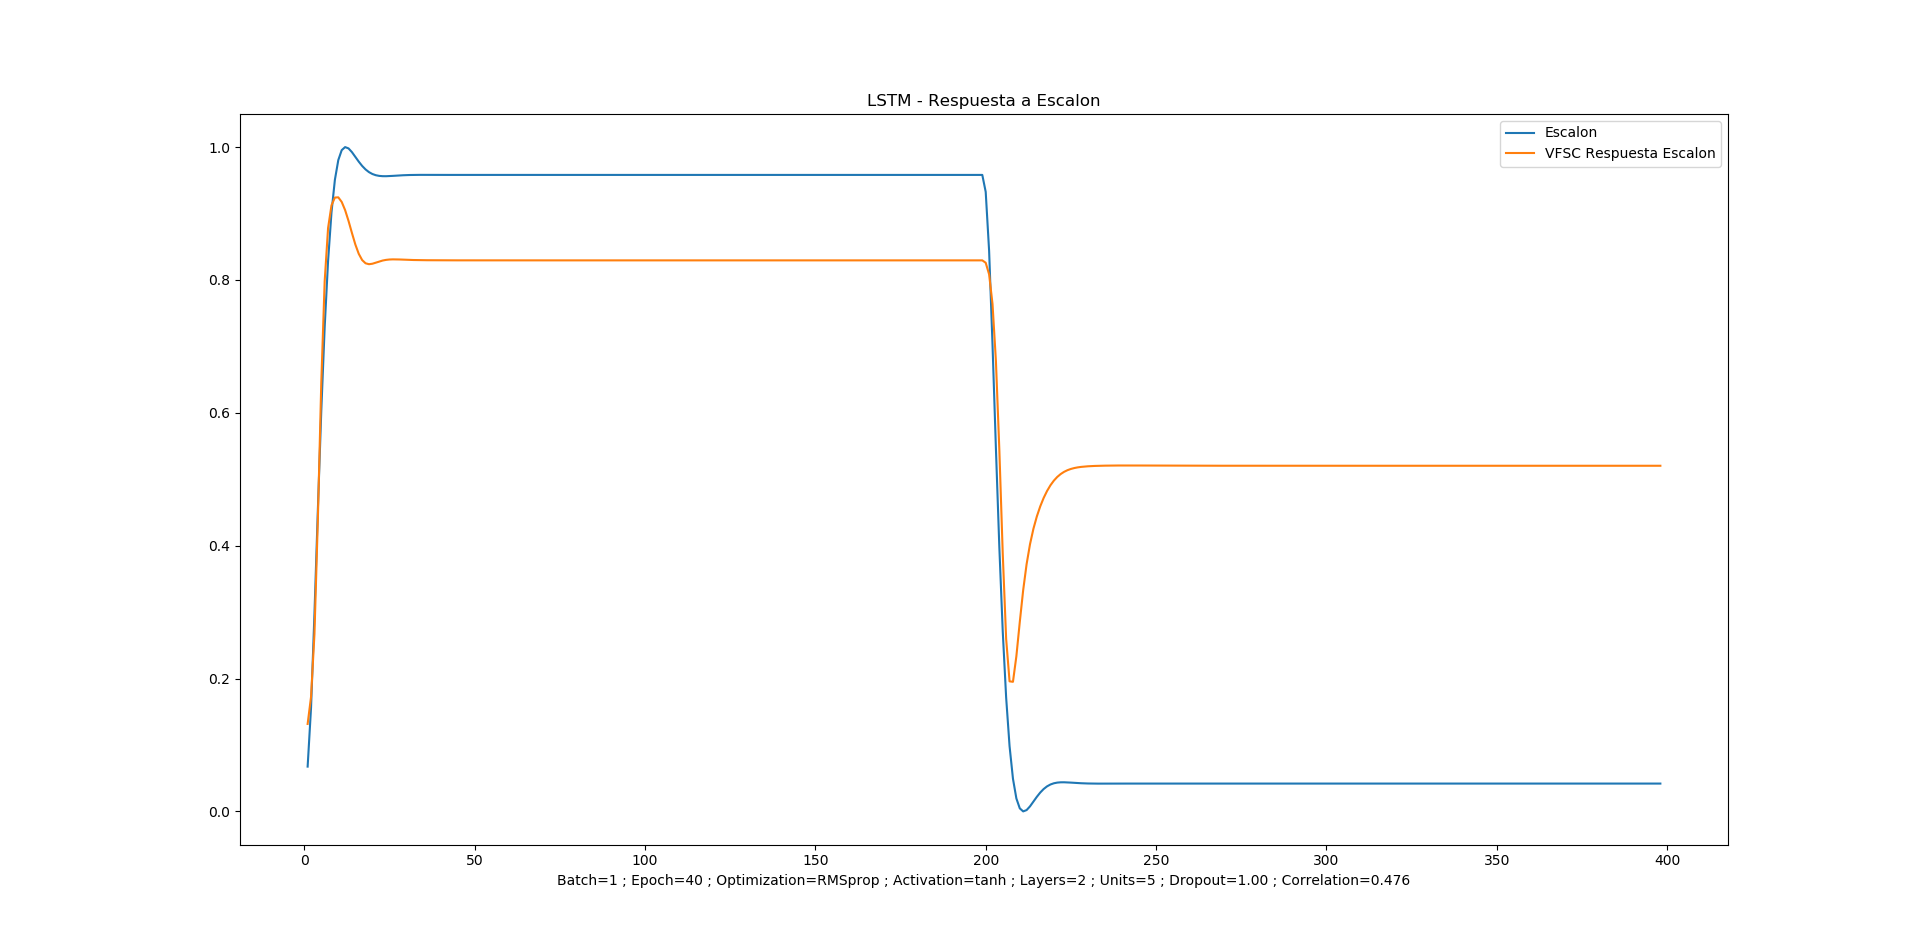 LSTM - Respuesta a Escalon
Escalon
VFSC Respuesta Escalon
1.0
0.8
0.6
0.4
0.2
0.0
0 50 100 150 200 250 300 350 400
Batch=1 ; Epoch=40 ; Optimization=RMSprop ; Activation=tanh ; Layers=2 ; Units=5 ; Dropout=1.00 ; Correlation=0.476